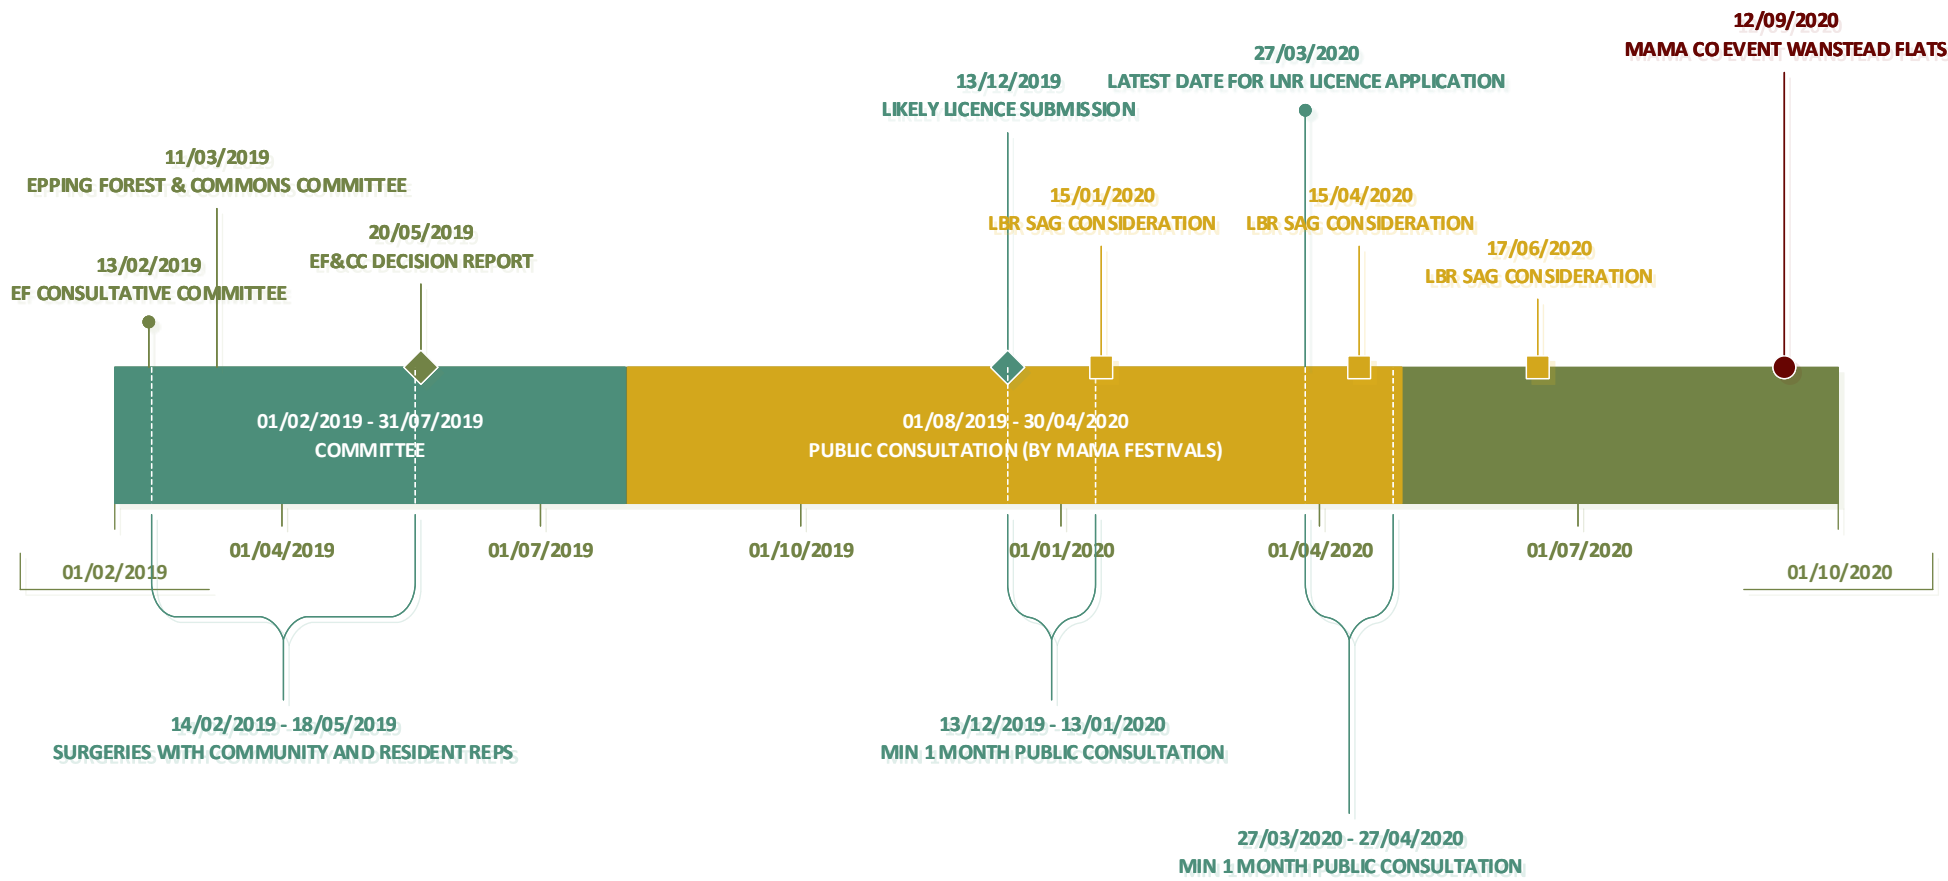 12/09/2020
MAMA CO EVENT WANSTEAD FLATS
27/03/2020
LATEST DATE FOR LNR LICENCE APPLICATION
13/12/2019
LIKELY LICENCE SUBMISSION
11/03/2019
EPPING FOREST & COMMONS COMMITTEE
15/01/2020
LBR SAG CONSIDERATION
15/04/2020
LBR SAG CONSIDERATION
20/05/2019
EF&CC DECISION REPORT
17/06/2020
LBR SAG CONSIDERATION
13/02/2019
EF CONSULTATIVE COMMITTEE
01/02/2019 - 31/07/2019
COMMITTEE
01/08/2019 - 30/04/2020
PUBLIC CONSULTATION (BY MAMA FESTIVALS)
01/02/2019
01/04/2019
01/07/2019
01/10/2019
01/01/2020
01/04/2020
01/07/2020
01/10/2020
14/02/2019 - 18/05/2019
SURGERIES WITH COMMUNITY AND RESIDENT REPS
13/12/2019 - 13/01/2020
MIN 1 MONTH PUBLIC CONSULTATION
27/03/2020 - 27/04/2020
MIN 1 MONTH PUBLIC CONSULTATION